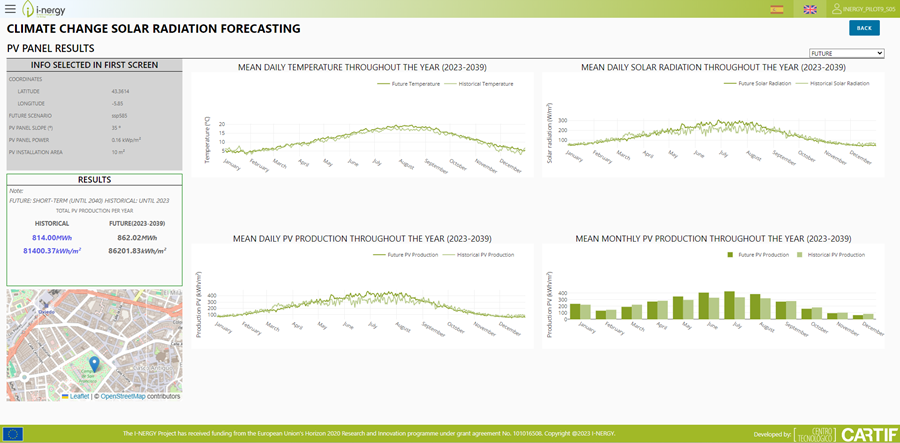 i-nergy
INERGY_PILOT5_S05
CLIMATE CHANGE SOLAR RADIATION FORECASTING
BACK
PV PANEL RESULTS
FUTURE
INFO SELECTED IN FIRST SCREEN
COORDINATES
LATITUDE 43.3614
LONGITUDE -5.85
FUTURE SCENARIO ssp585
PV PANEL SLOPE (º) 35 º
PV PANEL POWER 0.16 kWp/m²
PV INSTALLATION AREA 10 m²
RESULTS
Note:
FUTURE: SHORT-TERM (UNTIL 2040) HISTORICAL: UNTIL 2023
TOTAL PV PRODUCTION PER YEAR
HISTORICAL FUTURE(2023-2039)
814.00MWh 862.02MWh
81400.37kWh/m² 86201.83kWh/m²
Oviedo
Leaflet | © OpenStreetMap contributors
MEAN DAILY TEMPERATURE THROUGHOUT THE YEAR (2023-2039)
Future Temperature Historical Temperature
Temperature (ºC)
20
15
10
5
January February March April May June July August September October November December
MEAN DAILY SOLAR RADIATION THROUGHOUT THE YEAR (2023-2039)
Future Solar Radiation Historical Solar Radiation
Solar radiation (W/m²)
300
200
100
January February March April May June July August September October November December
MEAN DAILY PV PRODUCTION THROUGHOUT THE YEAR (2023-2039)
Future PV Production Historical PV Production
Production PV (kWh/m²)
400
300
200
100
January February March April May June July August September October November December
MEAN MONTHLY PV PRODUCTION THROUGHOUT THE YEAR (2023-2039)
Future PV Production Historical PV Production
Production PV (kWh/m²)
400
300
200
100
0
January February March April May June July August September October November December
The I-NERGY Project has received funding from the European Union's Horizon 2020 Research and Innovation programme under grant agreement No. 101016508. Copyright @2023 I-NERGY.
Developed by:
CENTRO
TECNOLÓGICO
CARTIF